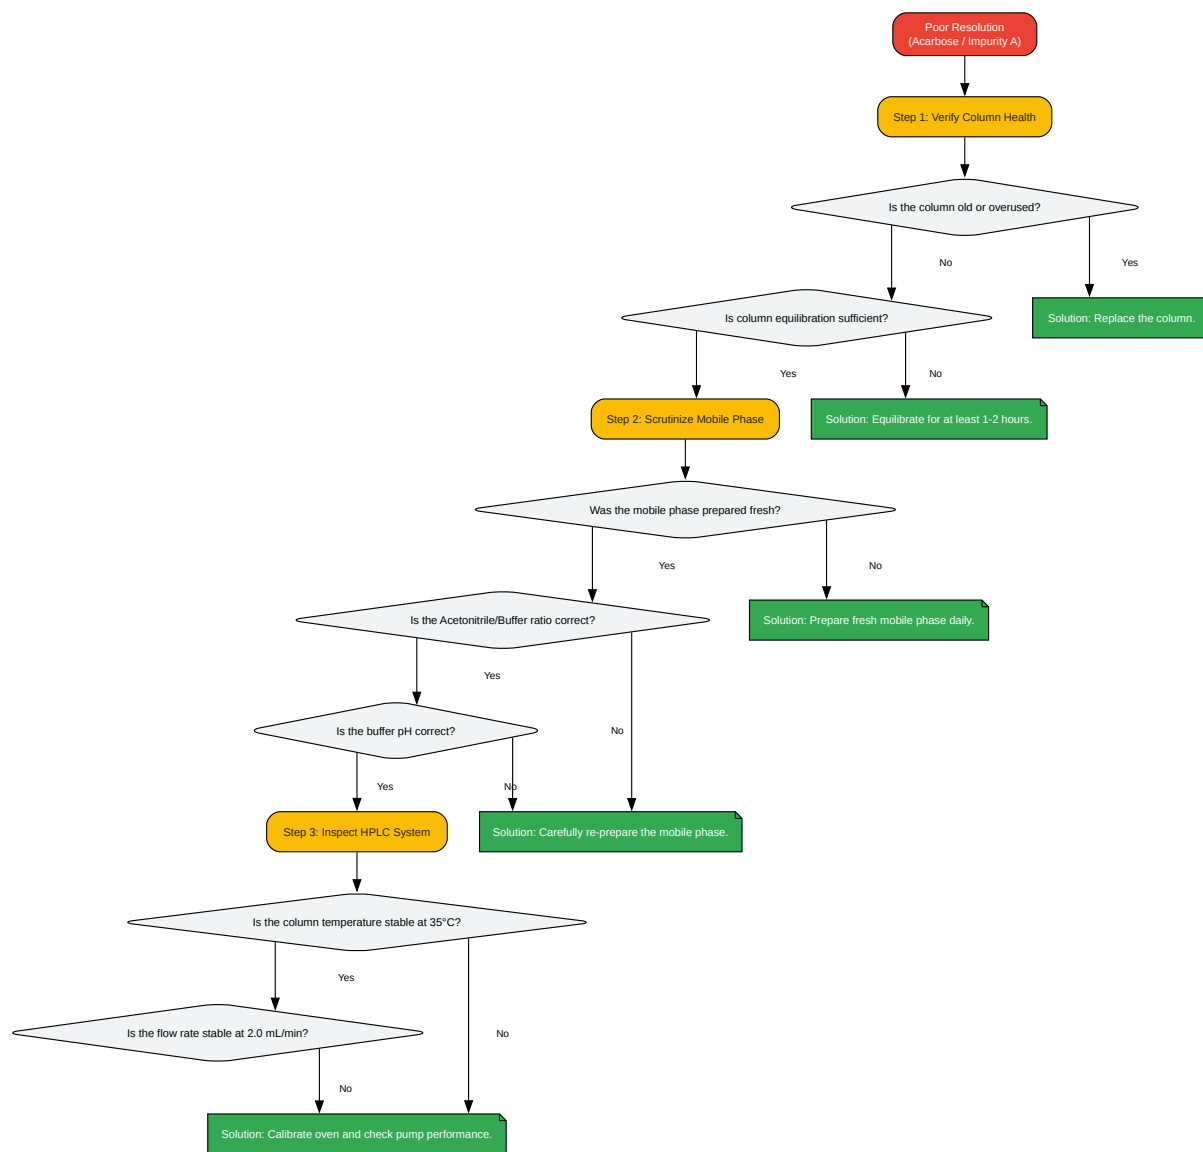 Poor Resolution
(Acarbose / Impurity A)
Step 1: Verify Column Health
Is the column old or overused?
No
Yes
Solution: Replace the column.
Is column equilibration sufficient?
Yes
No
Step 2: Scrutinize Mobile Phase
Solution: Equilibrate for at least 1-2 hours.
Was the mobile phase prepared fresh?
Yes
No
Is the Acetonitrile/Buffer ratio correct?
Solution: Prepare fresh mobile phase daily.
Yes
No
Is the buffer pH correct?
Yes
No
Step 3: Inspect HPLC System
Solution: Carefully re-prepare the mobile phase.
Is the column temperature stable at 35°C?
Yes
No
Is the flow rate stable at 2.0 mL/min?
No
Solution: Calibrate oven and check pump performance.